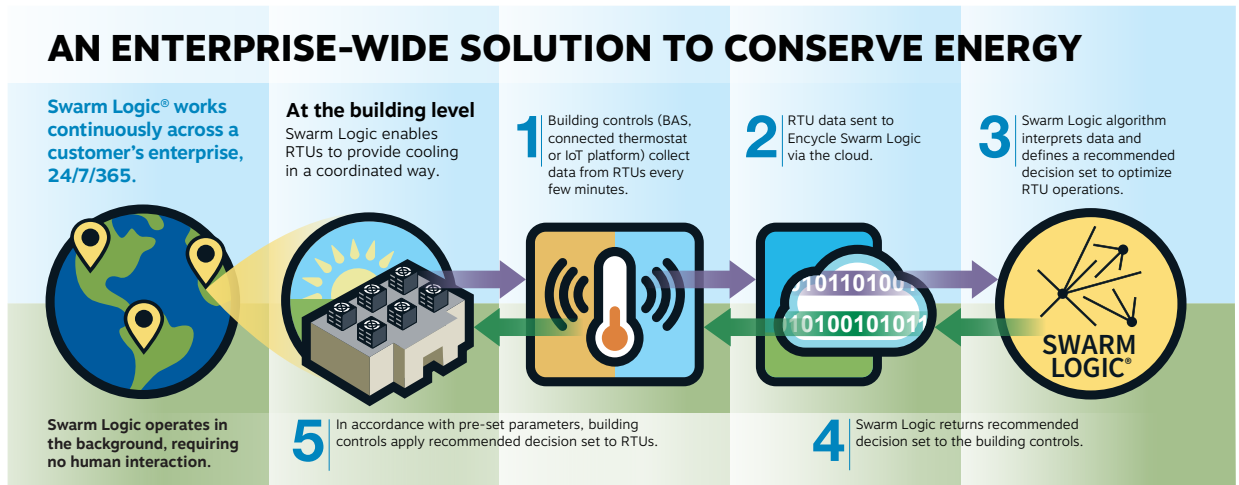 AN ENTERPRISE-WIDE SOLUTION TO CONSERVE ENERGY
Swarm Logic® works
continuously across a
customer's enterprise,
24/7/365.
At the building level
Swarm Logic enables
RTUs to provide cooling
in a coordinated way.
1
Building controls (BAS,
connected thermostat
or IoT platform) collect
data from RTUs every
few minutes.
2
RTU data sent to
Encycle Swarm Logic
via the cloud.
3
Swarm Logic algorithm
interprets data and
defines a recommended
decision set to optimize
RTU operations.
101101001
10100101011
SWARM
LOGIC®
Swarm Logic operates in
the background, requiring
no human interaction.
5
In accordance with pre-set parameters, building
controls apply recommended decision set to RTUs.
4
Swarm Logic returns recommended
decision set to the building controls.